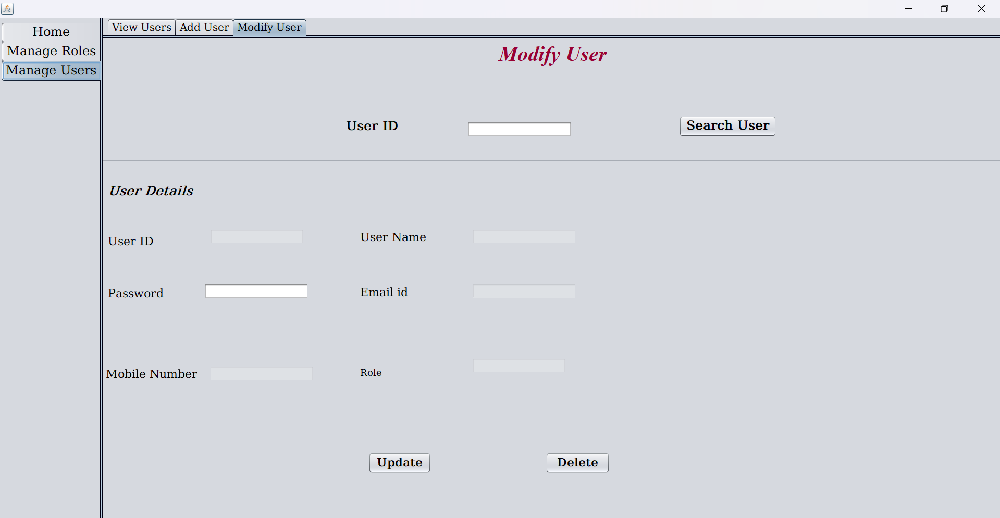 Home
Manage Roles
Manage Users
View Users Add User Modify User
Modify User
User ID Search User
User Details
User ID User Name
Password Email id
Mobile Number Role
Update Delete